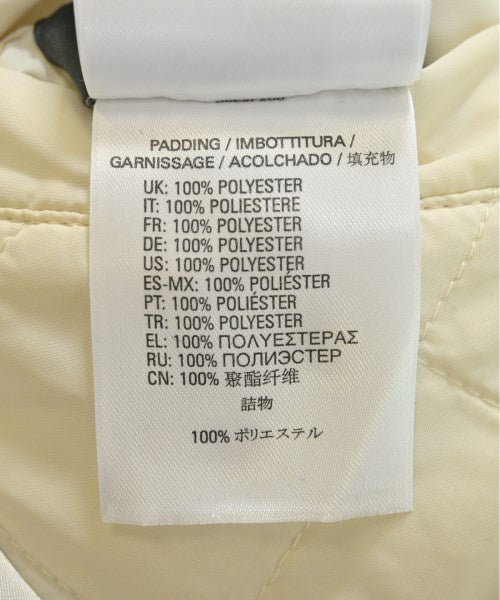 PADDING / IMBOTTITURA /
GARNISSAGE / ACOLCHADO / 填充物
UK: 100% POLYESTER
IT: 100% POLIESTERE
FR: 100% POLYESTER
DE: 100% POLYESTER
US: 100% POLYESTER
ES-MX: 100% POLIÉSTER
PT: 100% POLIÉSTER
TR: 100% POLYESTER
EL: 100% ΠΟΛΥΕΣΤΕΡΑΣ
RU: 100% ПОЛИЭСТЕР
CN: 100% 聚酯纤维
詰物
100% ポリエステル